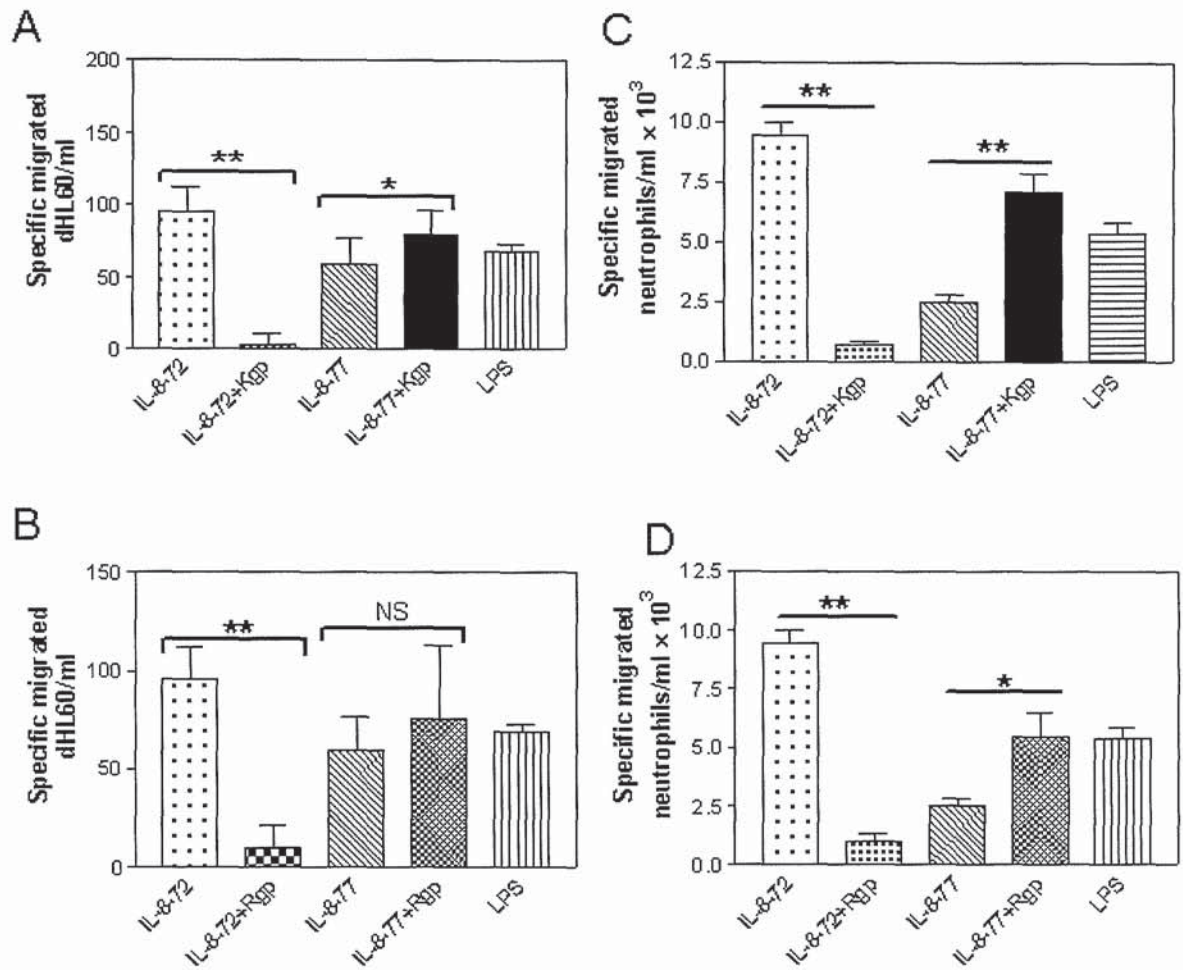 A
Specific migrated
dHL60/ml
200
150
100
50
0
**
*
IL-8-72
IL-8-72+Kgp
IL-8-77
IL-8-77+Kgp
LPS
C
Specific migrated
neutrophils/ml × 10³
12.5
10.0
7.5
5.0
2.5
0.0
**
**
IL-8-72
IL-8-72+Kgp
IL-8-77
IL-8-77+Kgp
LPS
B
Specific migrated
dHL60/ml
150
100
50
0
**
NS
IL-8-72
IL-8-72+Rgp
IL-8-77
IL-8-77+Rgp
LPS
D
Specific migrated
neutrophils/ml × 10³
12.5
10.0
7.5
5.0
2.5
0.0
**
*
IL-8-72
IL-8-72+Rgp
IL-8-77
IL-8-77+Rgp
LPS